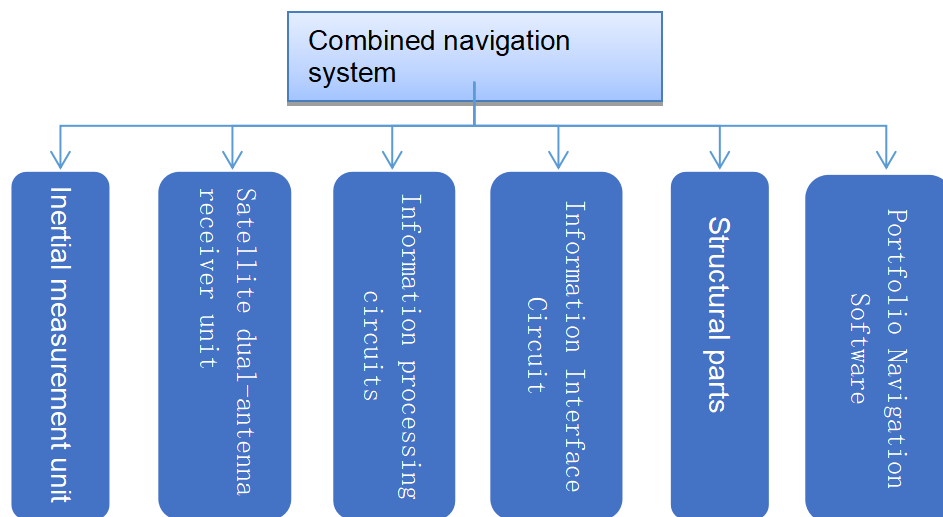 Combined navigation
system
Inertial measurement unit
Satellite dual-antenna
receiver unit
Information processing
circuits
Information Interface
Circuit
Structural parts
Portfolio Navigation
Software